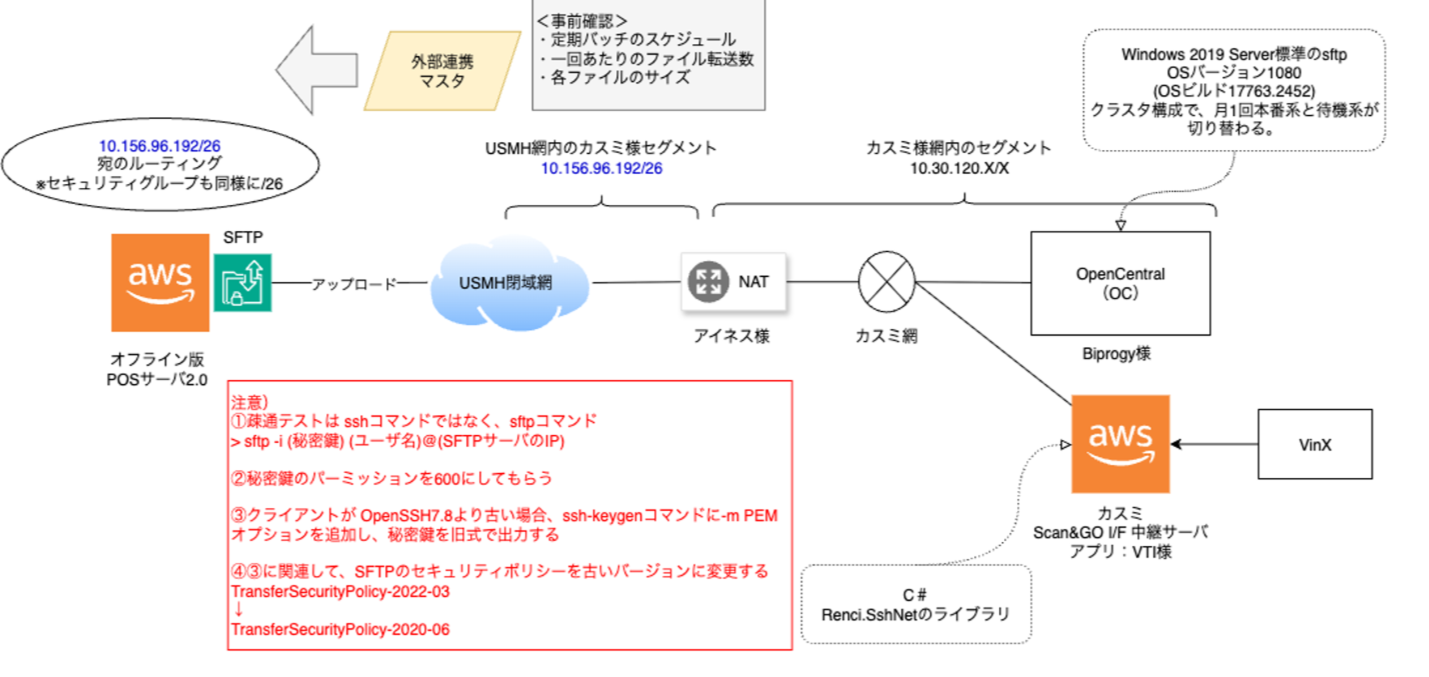 ＜事前確認＞
・定期バッチのスケジュール
・一回あたりのファイル転送数
・各ファイルのサイズ
外部連携
マスタ
Windows 2019 Server標準のsftp
OSバージョン1080
(OSビルド17763.2452)
クラスタ構成で、月1回本番系と待機系が
切り替わる。
10.156.96.192/26
宛のルーティング
※セキュリティグループも同様に/26
USMH網内のカスミ様セグメント
10.156.96.192/26
カスミ様網内のセグメント
10.30.120.X/X
SFTP
aws
アップロード
USMH閉域網
NAT
OpenCentral
（OC）
アイネス様
カスミ網
Biprogy様
オフライン版
POSサーバ2.0
注意）
①疎通テストは sshコマンドではなく、sftpコマンド
> sftp -i (秘密鍵) (ユーザ名)@(SFTPサーバのIP)
②秘密鍵のパーミッションを600にしてもらう
③クライアントが OpenSSH7.8より古い場合、ssh-keygenコマンドに-m PEM
オプションを追加し、秘密鍵を旧式で出力する
④③に関連して、SFTPのセキュリティポリシーを古いバージョンに変更する
TransferSecurityPolicy-2022-03
↓
TransferSecurityPolicy-2020-06
aws
VinX
カスミ
Scan&GO I/F 中継サーバ
アプリ：VTI様
C＃
Renci.SshNetのライブラリ